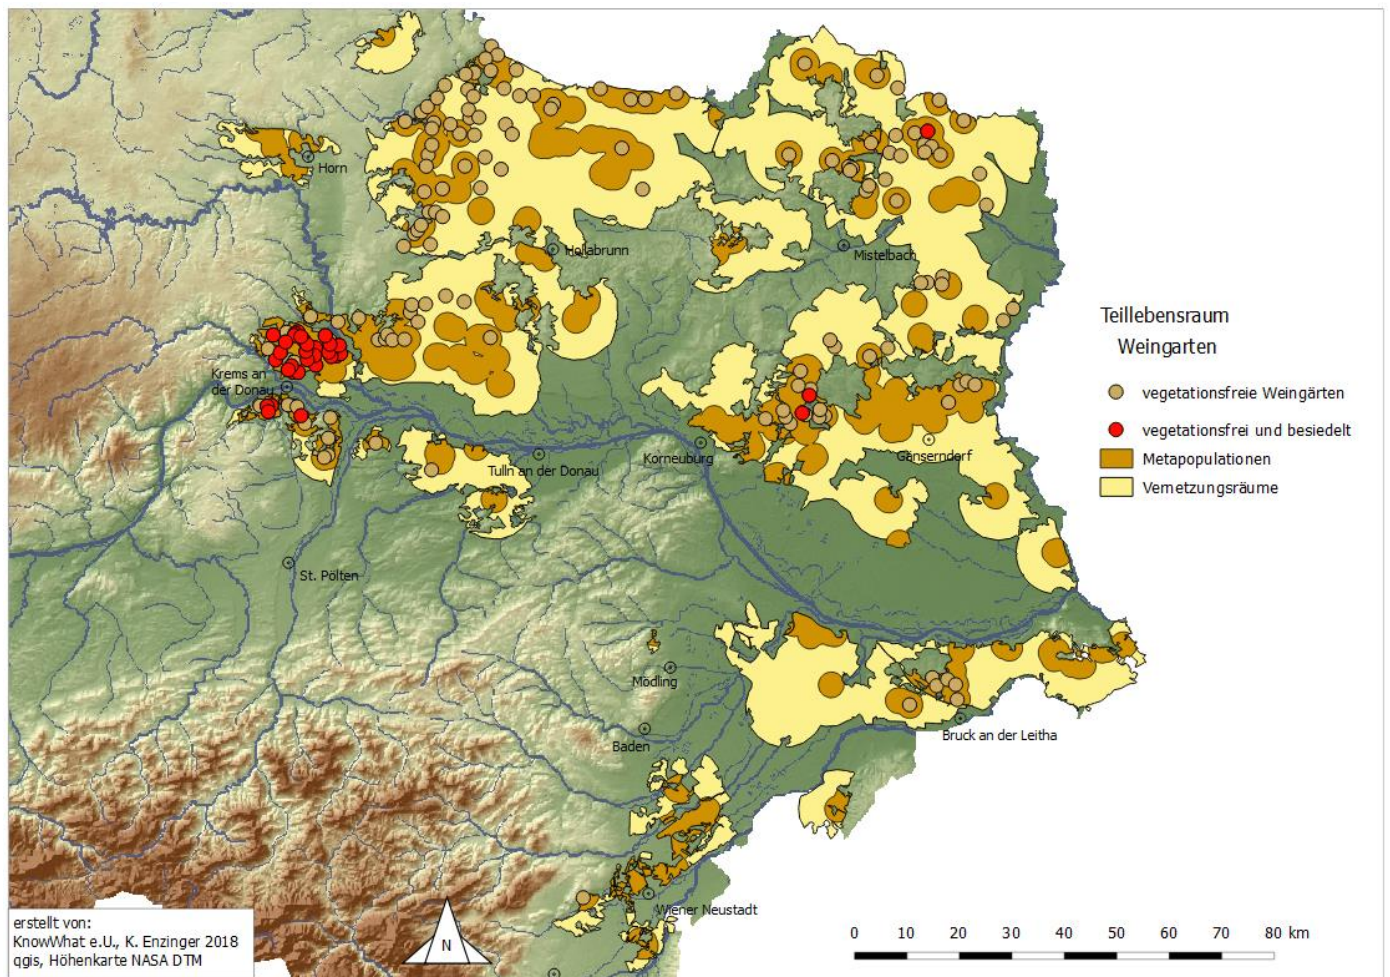 Horn
Hollabrunn
Mistelbach
Krems an
der Donau
Tulln an der Donau
Korneuburg
Gänserndorf
St. Pölten
Mödling
Baden
Bruck an der Leitha
Wiener Neustadt
Teillebensraum
Weingarten
vegetationsfreie Weingärten
vegetationsfrei und besiedelt
Metapopulationen
Vernetzungsräume
erstellt von:
KnowWhat e.U., K. Enzinger 2018
qgis, Höhenkarte NASA DTM
N
0 10 20 30 40 50 60 70 80 km